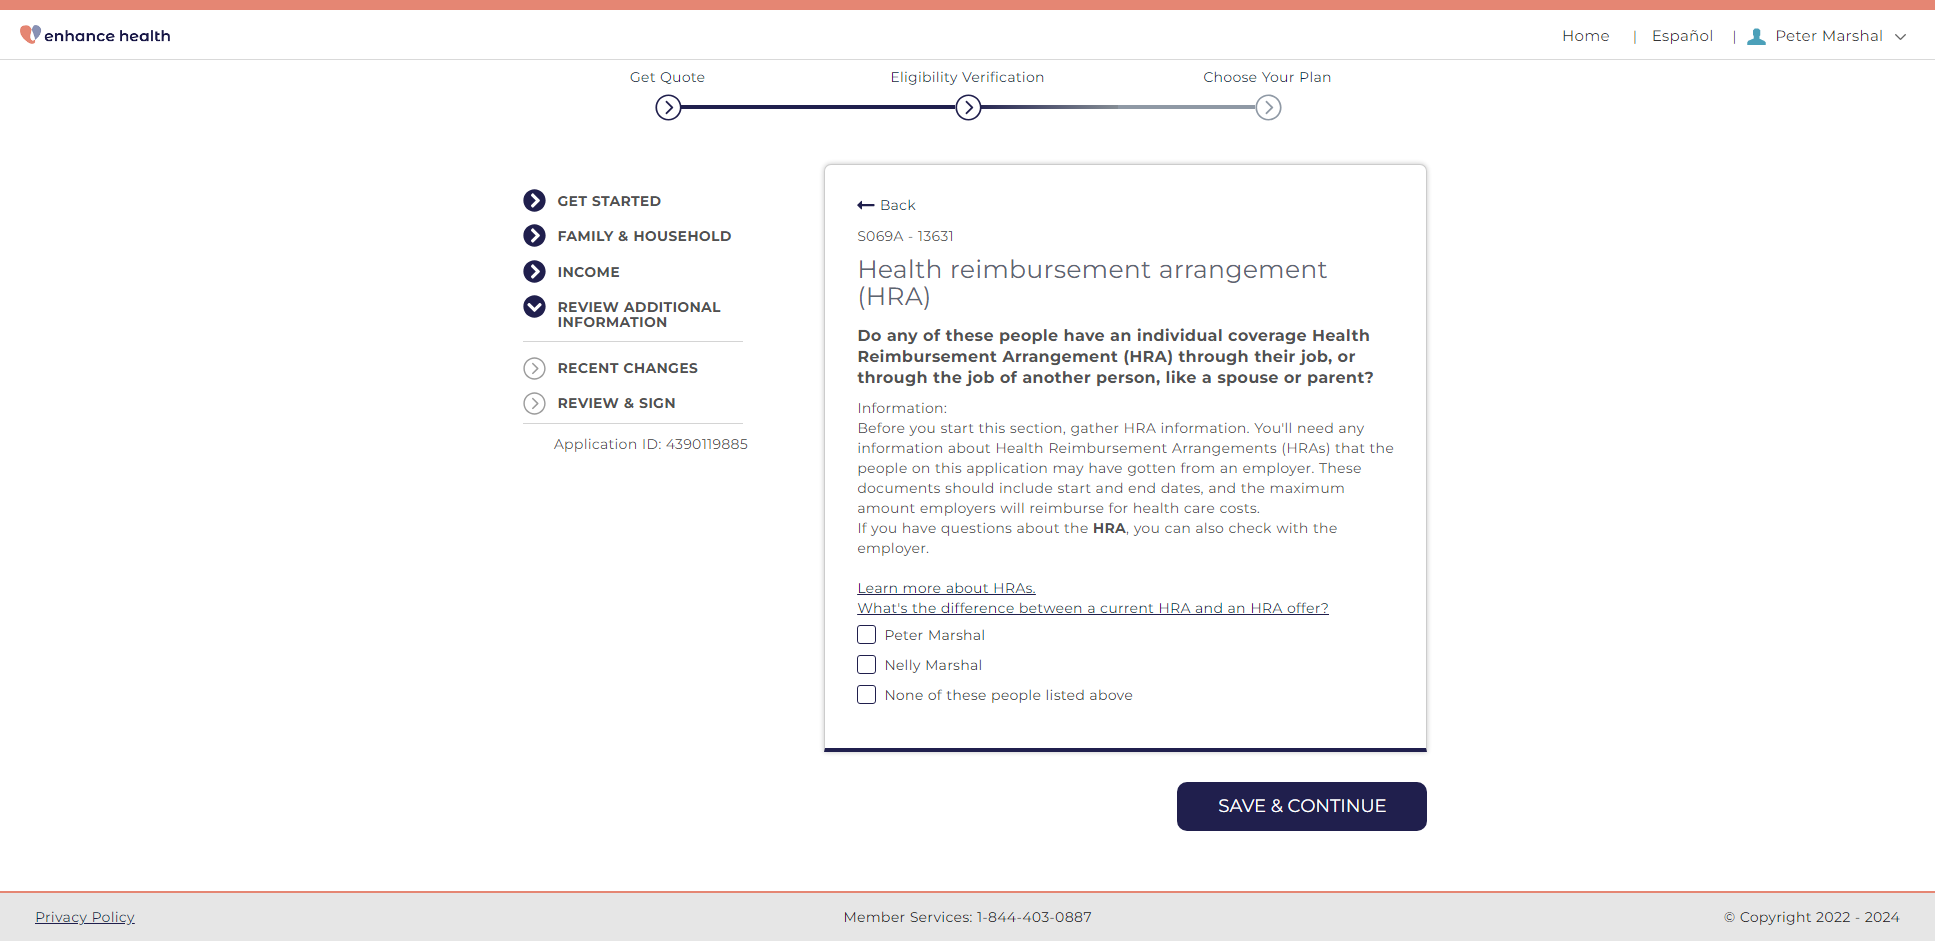 enhance health
Home | Español | Peter Marshal
Get Quote
Eligibility Verification
Choose Your Plan
GET STARTED
FAMILY & HOUSEHOLD
INCOME
REVIEW ADDITIONAL
INFORMATION
RECENT CHANGES
REVIEW & SIGN
Application ID: 4390119885
Back
S069A - 13631
Health reimbursement arrangement
(HRA)
Do any of these people have an individual coverage Health
Reimbursement Arrangement (HRA) through their job, or
through the job of another person, like a spouse or parent?
Information:
Before you start this section, gather HRA information. You'll need any
information about Health Reimbursement Arrangements (HRAs) that the
people on this application may have gotten from an employer. These
documents should include start and end dates, and the maximum
amount employers will reimburse for health care costs.
If you have questions about the HRA, you can also check with the
employer.
Learn more about HRAs.
What's the difference between a current HRA and an HRA offer?
Peter Marshal
Nelly Marshal
None of these people listed above
SAVE & CONTINUE
Privacy Policy
Member Services: 1-844-403-0887
© Copyright 2022 - 2024